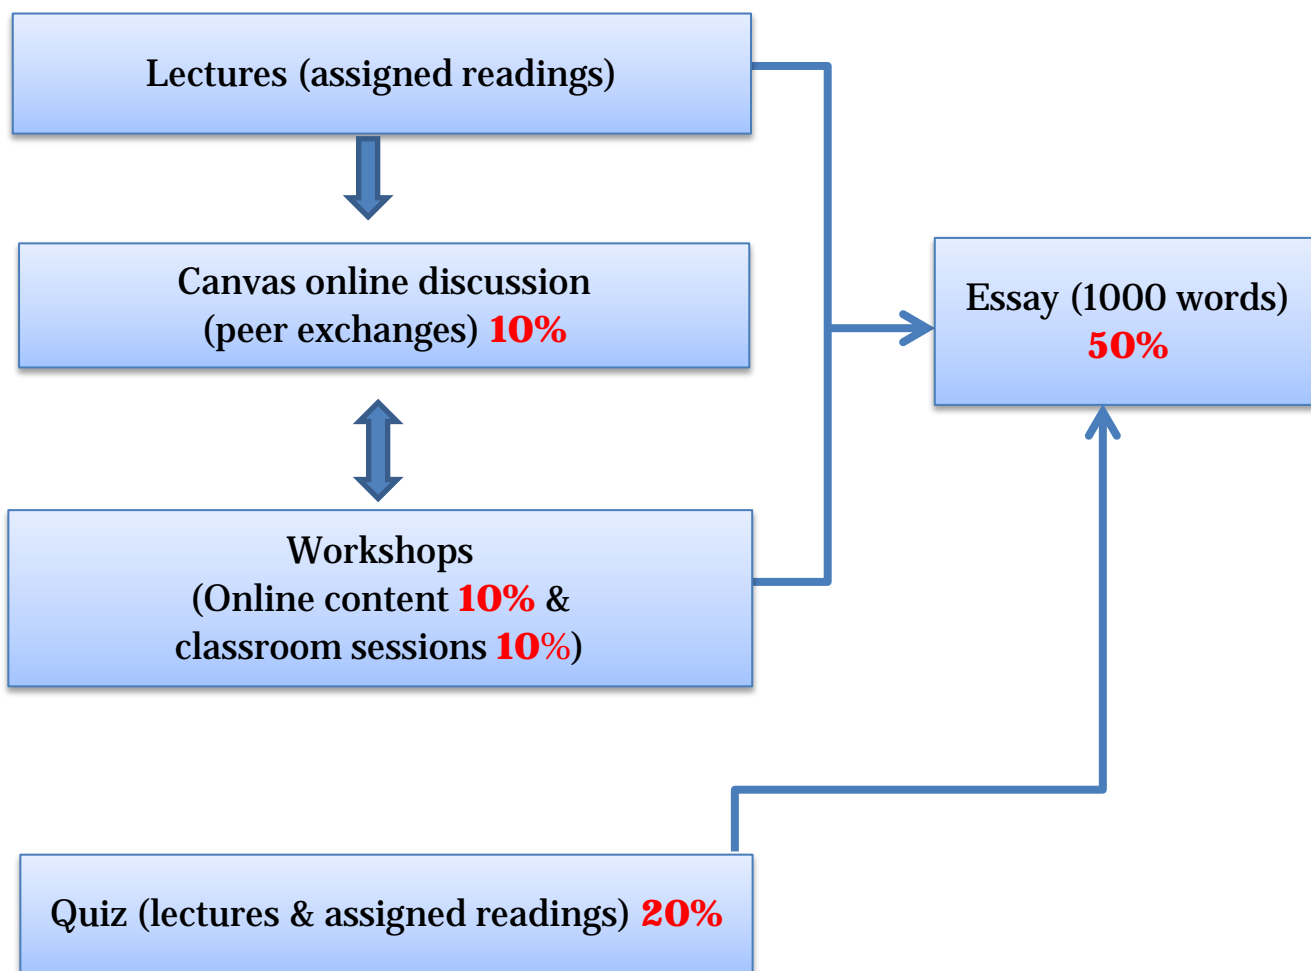 Lectures (assigned readings)
Canvas online discussion
(peer exchanges) 10%
Workshops
(Online content 10% &
classroom sessions 10%)
Essay (1000 words)
50%
Quiz (lectures & assigned readings) 20%